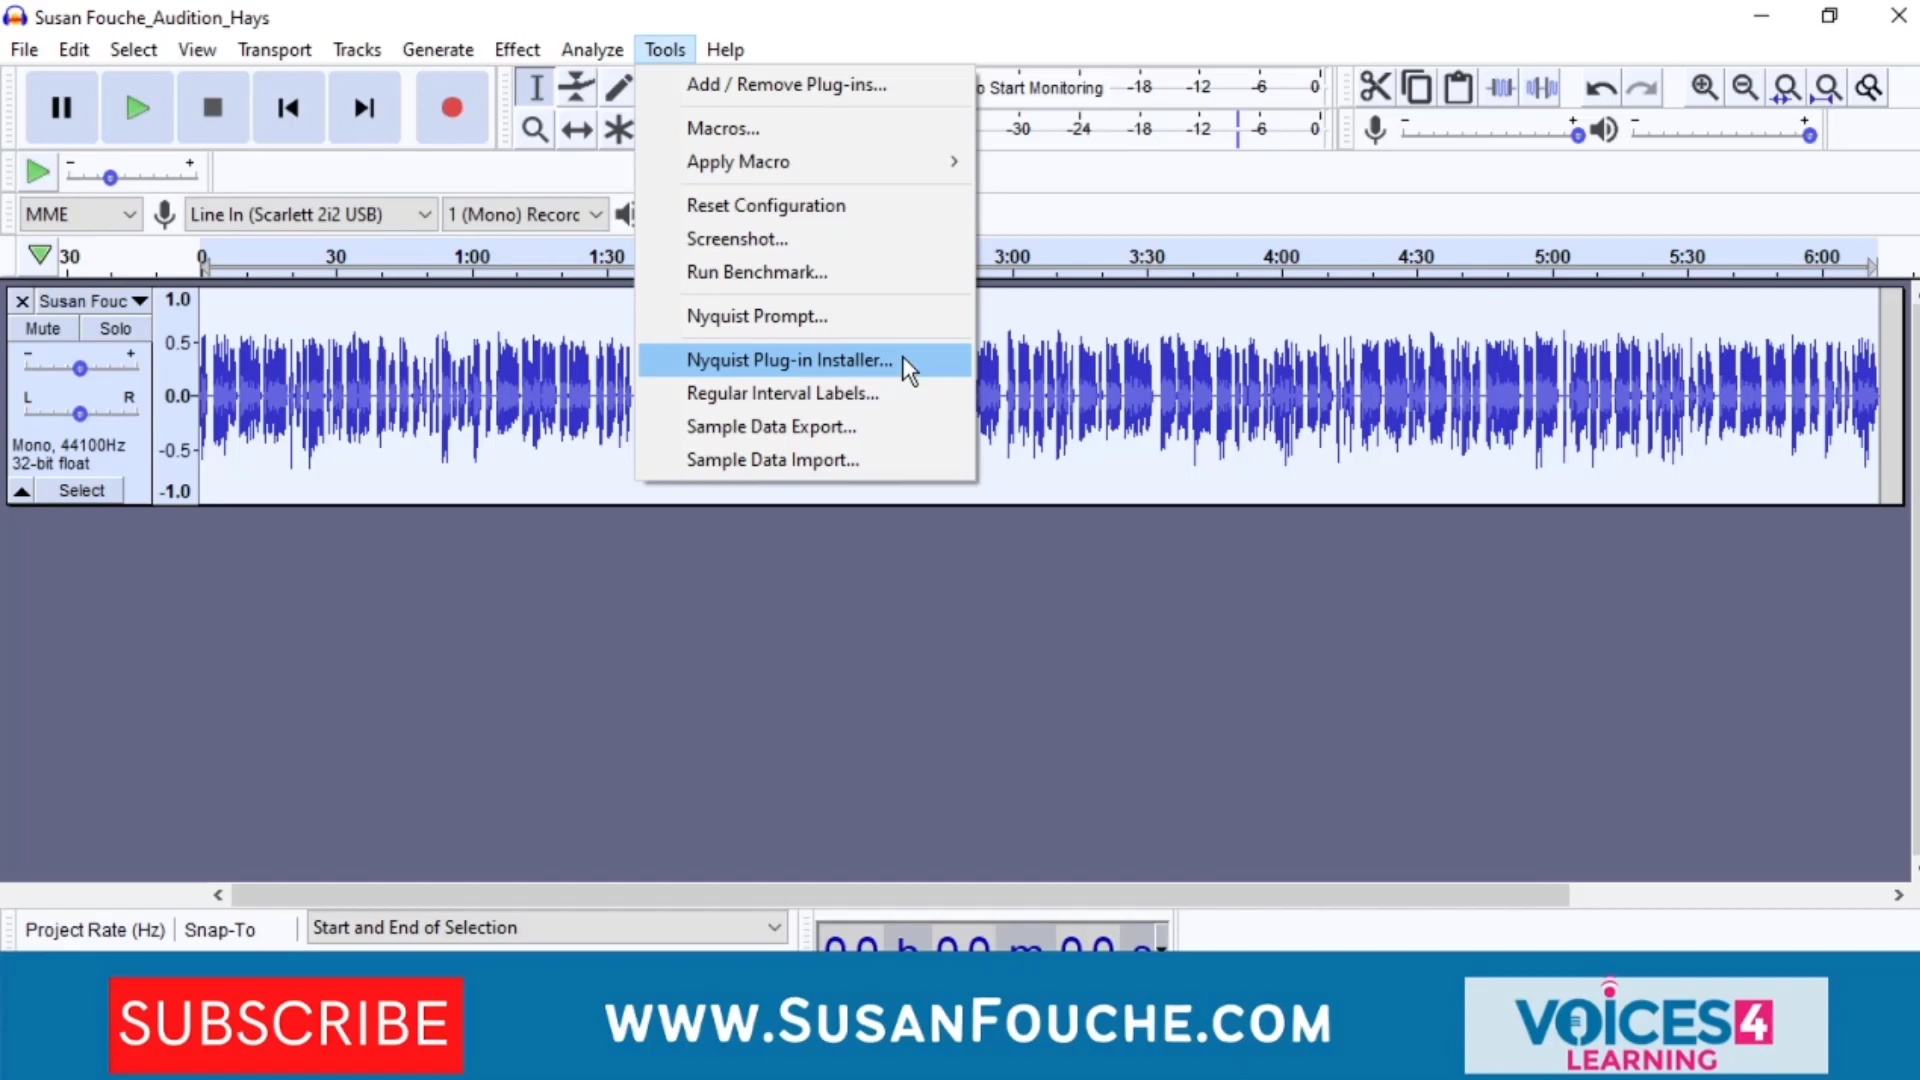 Susan Fouche_Audition_Hays
File Edit Select View Transport Tracks Generate Effect Analyze Tools Help
Add / Remove Plug-ins...
Macros...
Apply Macro
Reset Configuration
Screenshot...
Run Benchmark...
Nyquist Prompt...
Nyquist Plug-in Installer...
Regular Interval Labels...
Sample Data Export...
Sample Data Import...
Start Monitoring -18 -12 -6 0
-30 -24 -18 -12 -6 0
MME Line In (Scarlett 2i2 USB) 1 (Mono) Recorc
30 0 30 1:00 1:30 3:00 3:30 4:00 4:30 5:00 5:30 6:00
Susan Fouc
Mute Solo
L R
Mono, 44100Hz
32-bit float
Select
1.0
0.5
0.0
-0.5
-1.0
Project Rate (Hz) Snap-To Start and End of Selection
00 h 00 m 00 s
SUBSCRIBE
www.SusanFouche.com
VOiCES4
LEARNING